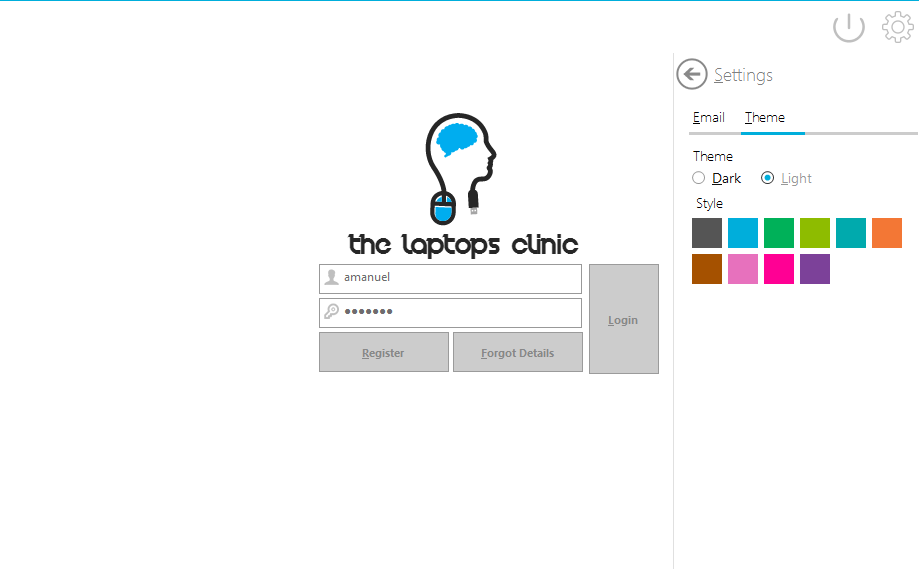 Settings
Email Theme
Theme
Dark Light
Style
the laptops clinic
amanuel
•••••••
Login
Register Forgot Details